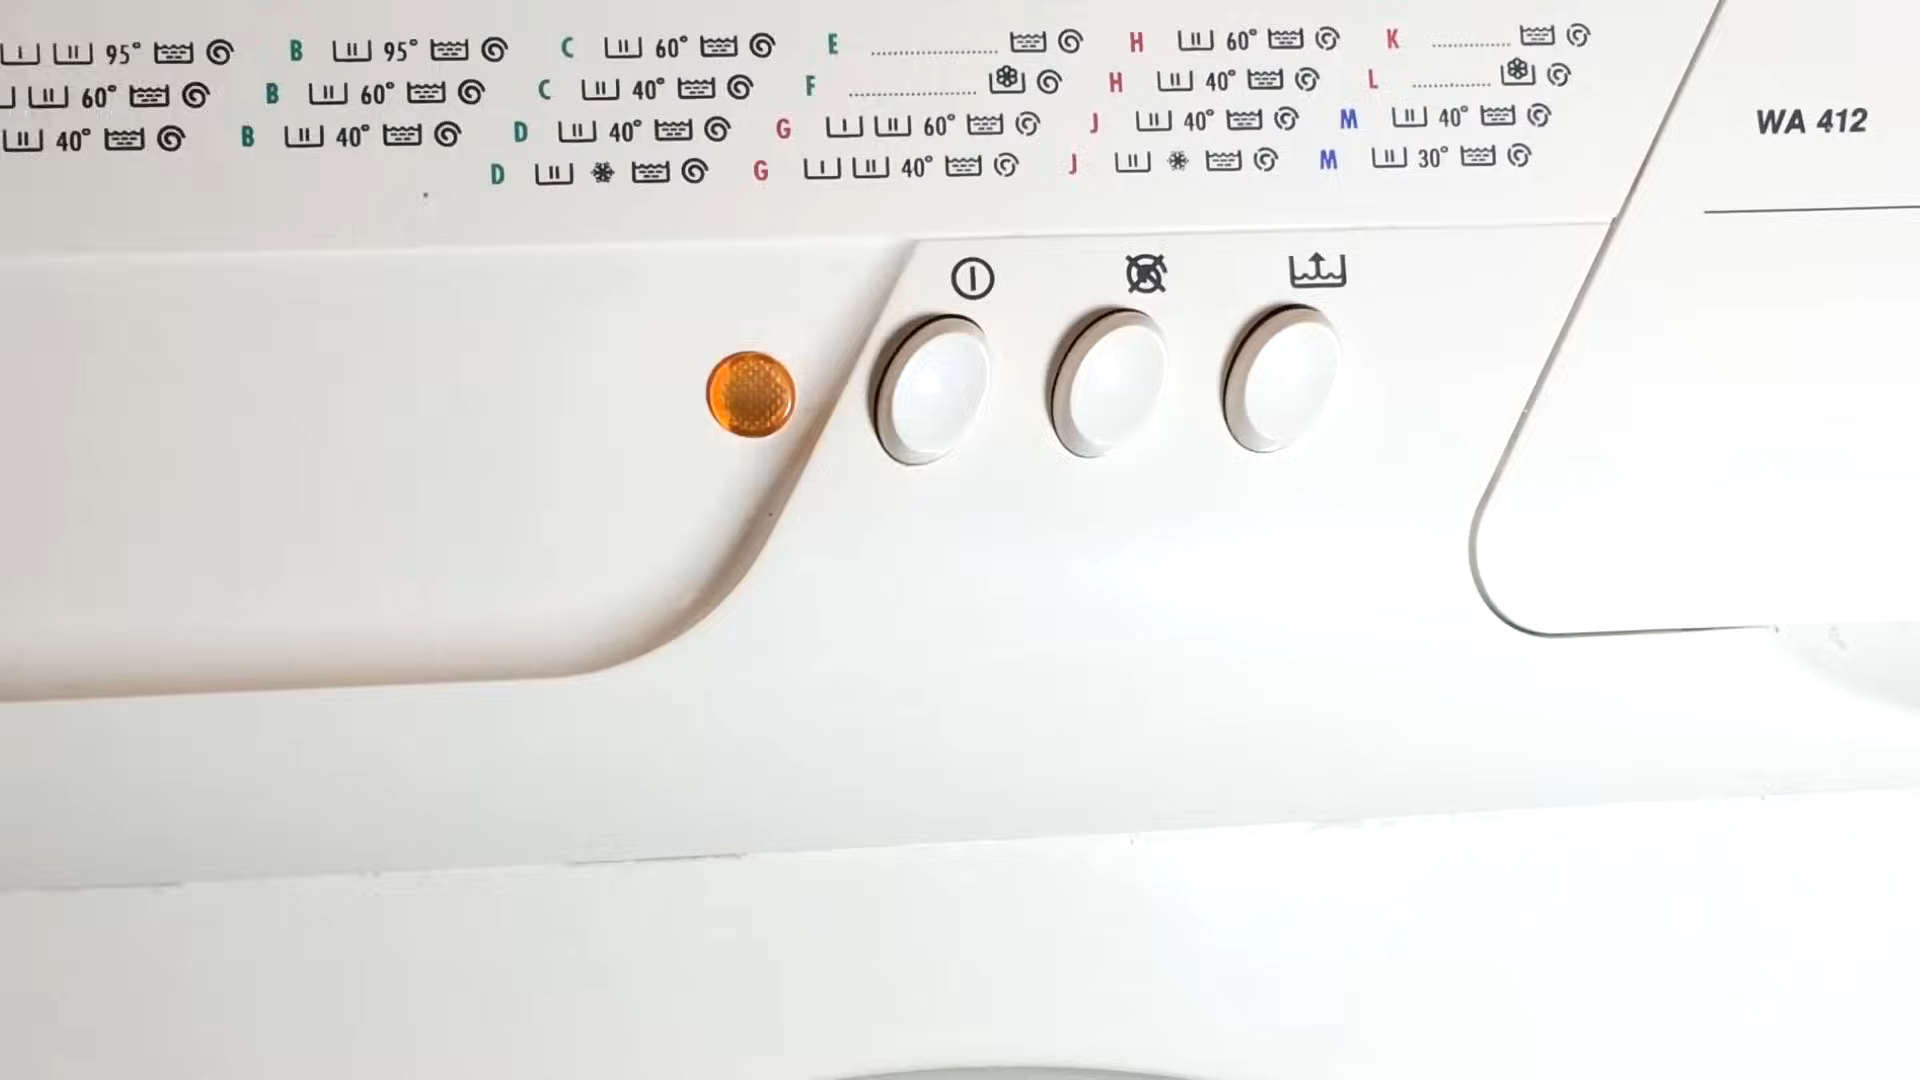 95° B 95° C 60° E H 60° K
60° B 60° C 40° F H 40° L
40° B 40° D 40° G 60° J 40° M 40°
D G 40° J M 30°
WA 412